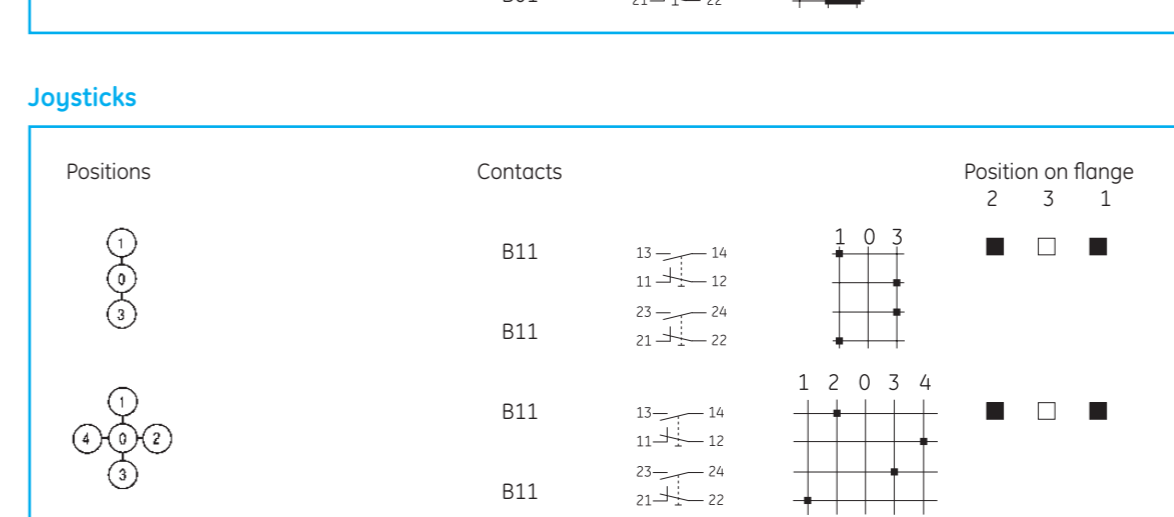 Joysticks
Positions Contacts Position on flange
2 3 1
1 0 3
1
B11 13 14
0 11 12
3 23 24
B11 21 22
1 2 0 3 4
1
B11 13 14
4 0 2 11 12
3 23 24
B11 21 22